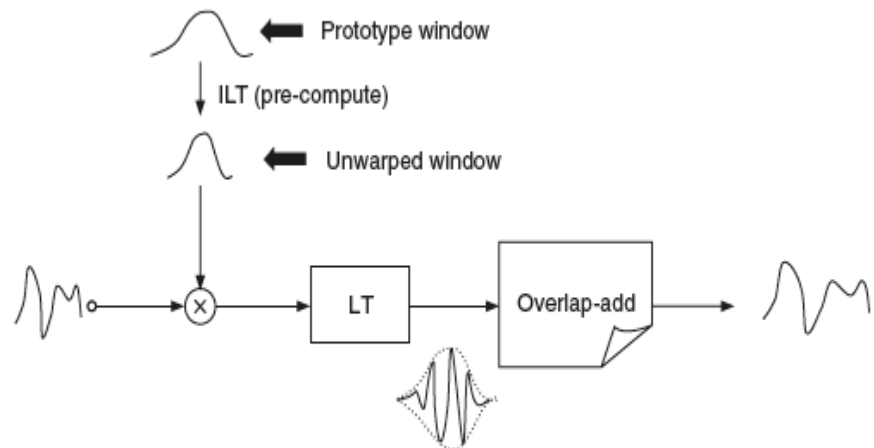 Prototype window
ILT (pre-compute)
Unwarped window
×
LT
Overlap-add